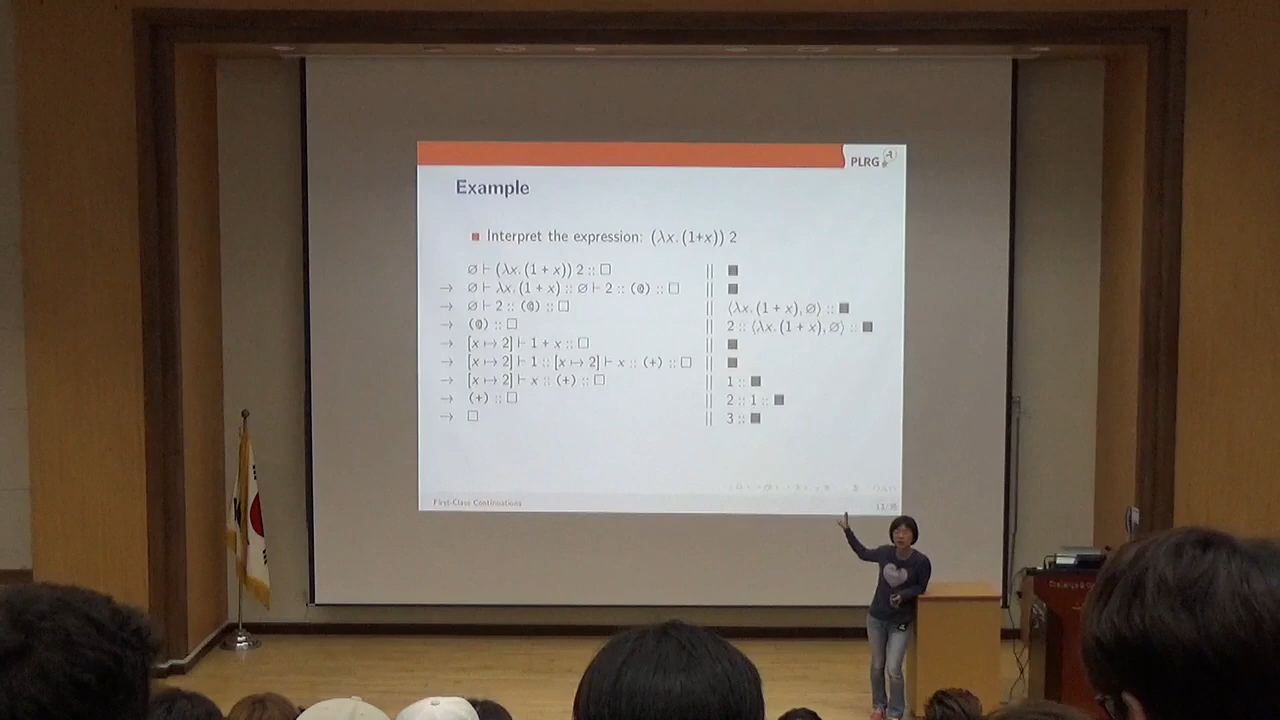 PLRG
Example
Interpret the expression: (λx.(1+x)) 2
∅ ⊢ (λx.(1 + x)) 2 :: □ || ■
→ ∅ ⊢ λx.(1 + x) :: ∅ ⊢ 2 :: (@) :: □ || ■
→ ∅ ⊢ 2 :: (@) :: □ || ⟨λx.(1 + x), ∅⟩ :: ■
→ (@) :: □ || 2 :: ⟨λx.(1 + x), ∅⟩ :: ■
→ [x ↦ 2] ⊢ 1 + x :: □ || ■
→ [x ↦ 2] ⊢ 1 :: [x ↦ 2] ⊢ x :: (+) :: □ || ■
→ [x ↦ 2] ⊢ x :: (+) :: □ || 1 :: ■
→ (+) :: □ || 2 :: 1 :: ■
→ □ || 3 :: ■
First-Class Continuations